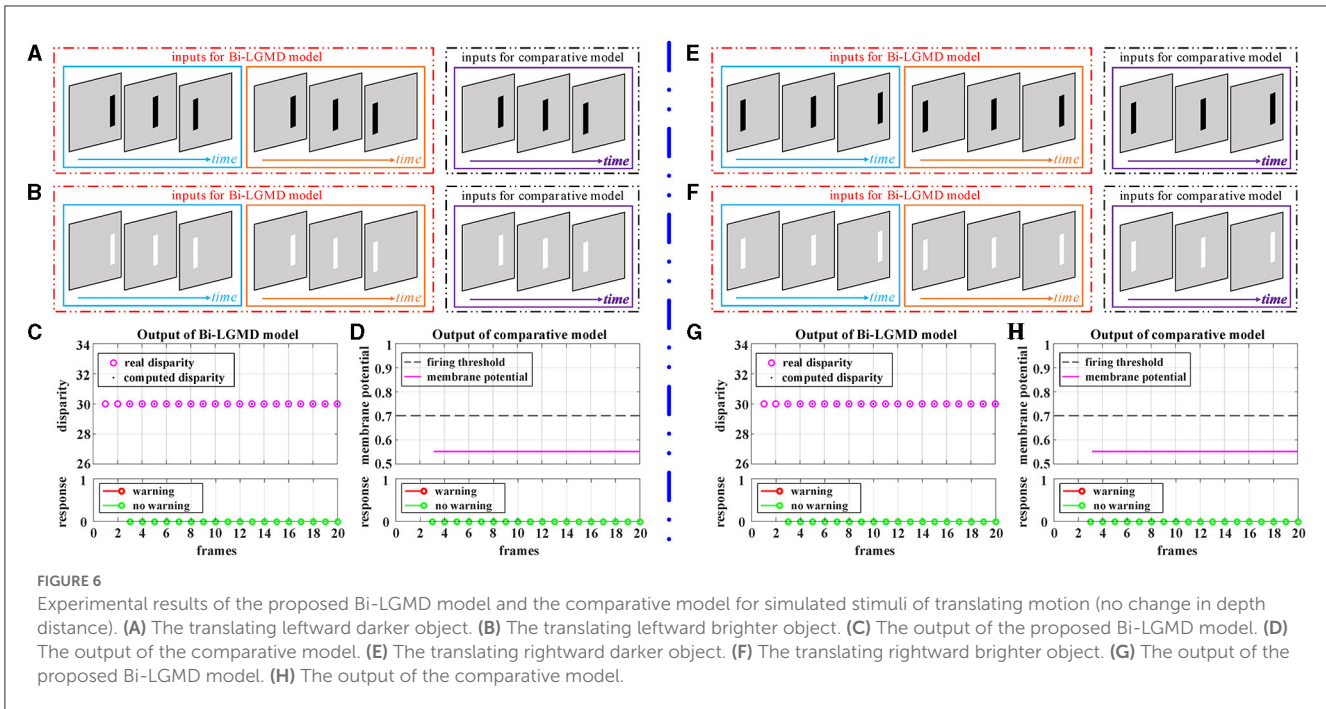 A
inputs for Bi-LGMD model
inputs for comparative model
time
time
time
B
inputs for Bi-LGMD model
inputs for comparative model
time
time
time
E
inputs for Bi-LGMD model
inputs for comparative model
time
time
time
F
inputs for Bi-LGMD model
inputs for comparative model
time
time
time
C
Output of Bi-LGMD model
34
32
30
28
26
disparity
real disparity
computed disparity
1
0
response
warning
no warning
0 2 4 6 8 10 12 14 16 18 20
frames
D
Output of comparative model
1
0.9
0.8
0.7
0.6
0.5
membrane potential
firing threshold
membrane potential
1
0
response
warning
no warning
0 2 4 6 8 10 12 14 16 18 20
frames
G
Output of Bi-LGMD model
34
32
30
28
26
disparity
real disparity
computed disparity
1
0
response
warning
no warning
0 2 4 6 8 10 12 14 16 18 20
frames
H
Output of comparative model
1
0.9
0.8
0.7
0.6
0.5
membrane potential
firing threshold
membrane potential
1
0
response
warning
no warning
0 2 4 6 8 10 12 14 16 18 20
frames
FIGURE 6
Experimental results of the proposed Bi-LGMD model and the comparative model for simulated stimuli of translating motion (no change in depth
distance). (A) The translating leftward darker object. (B) The translating leftward brighter object. (C) The output of the proposed Bi-LGMD model. (D)
The output of the comparative model. (E) The translating rightward darker object. (F) The translating rightward brighter object. (G) The output of the
proposed Bi-LGMD model. (H) The output of the comparative model.